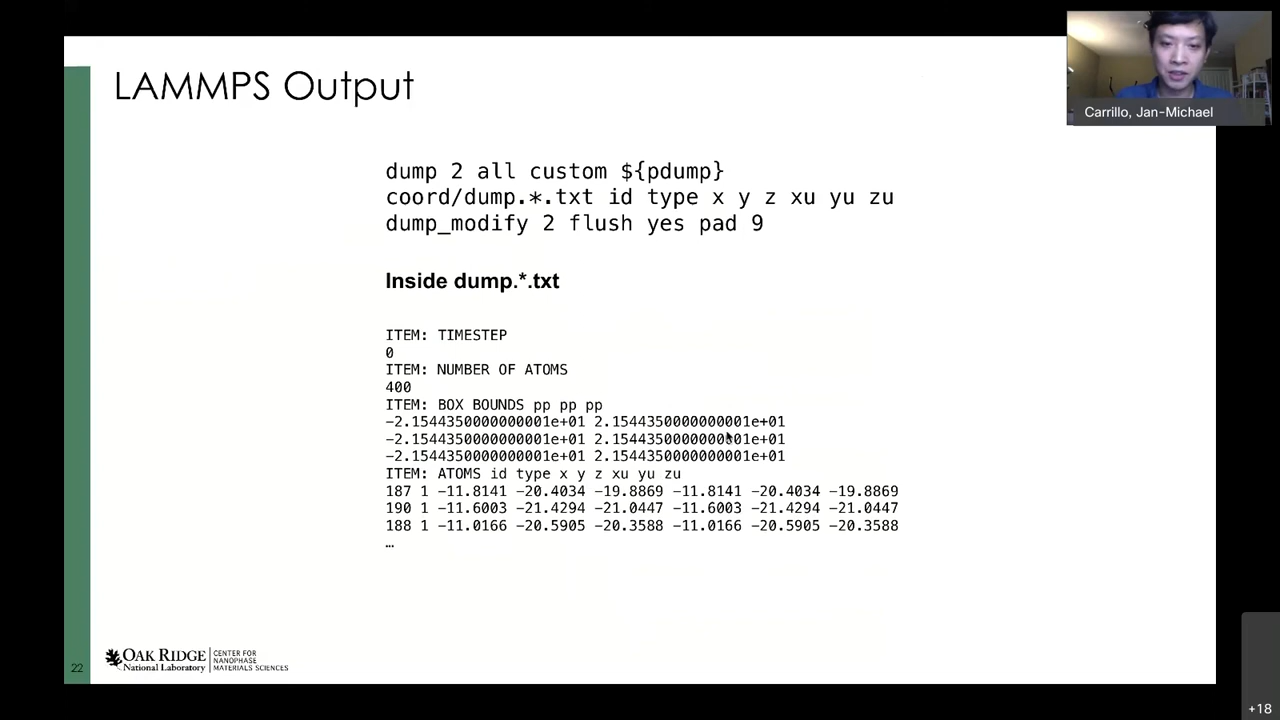 LAMMPS Output
Carrillo, Jan-Michael
dump 2 all custom ${pdump}
coord/dump.*.txt id type x y z xu yu zu
dump_modify 2 flush yes pad 9
Inside dump.*.txt
ITEM: TIMESTEP
0
ITEM: NUMBER OF ATOMS
400
ITEM: BOX BOUNDS pp pp pp
-2.1544350000000001e+01 2.1544350000000001e+01
-2.1544350000000001e+01 2.1544350000000001e+01
-2.1544350000000001e+01 2.1544350000000001e+01
ITEM: ATOMS id type x y z xu yu zu
187 1 -11.8141 -20.4034 -19.8869 -11.8141 -20.4034 -19.8869
190 1 -11.6003 -21.4294 -21.0447 -11.6003 -21.4294 -21.0447
188 1 -11.0166 -20.5905 -20.3588 -11.0166 -20.5905 -20.3588
…
22
OAK RIDGE
National Laboratory
CENTER FOR
NANOPHASE
MATERIALS SCIENCES
+18